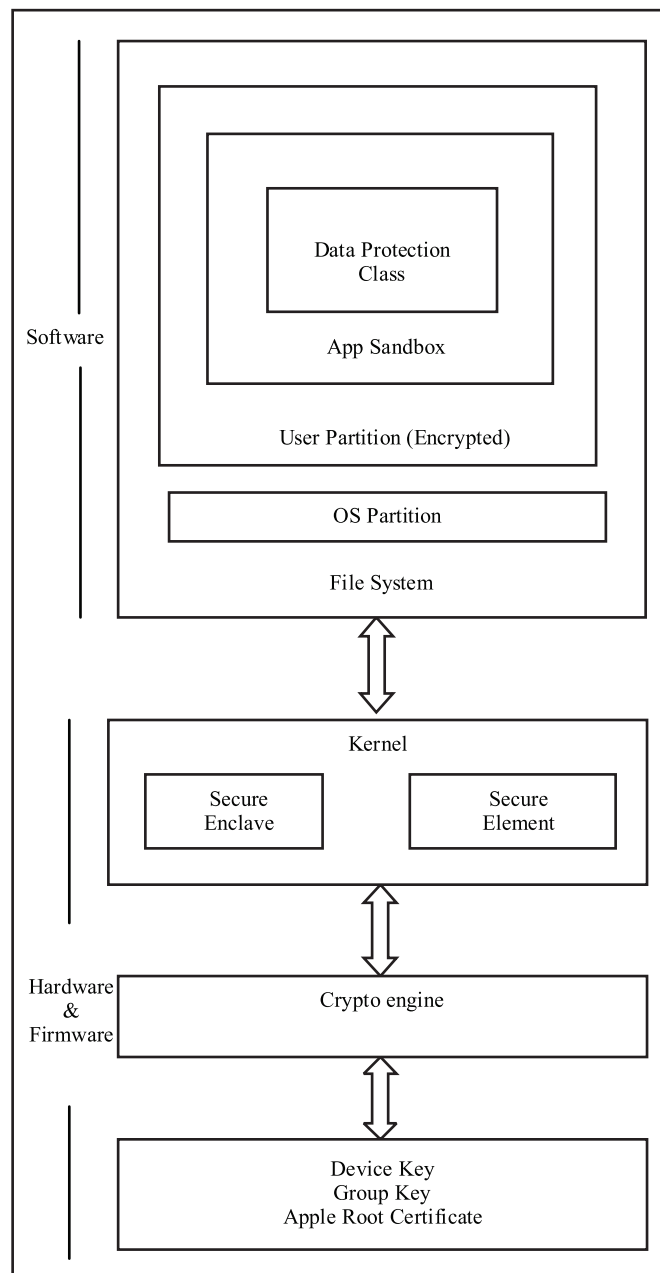 Data Protection
Class
App Sandbox
Software
User Partition (Encrypted)
OS Partition
File System
Kernel
Secure
Enclave
Secure
Element
Hardware
&
Firmware
Crypto engine
Device Key
Group Key
Apple Root Certificate